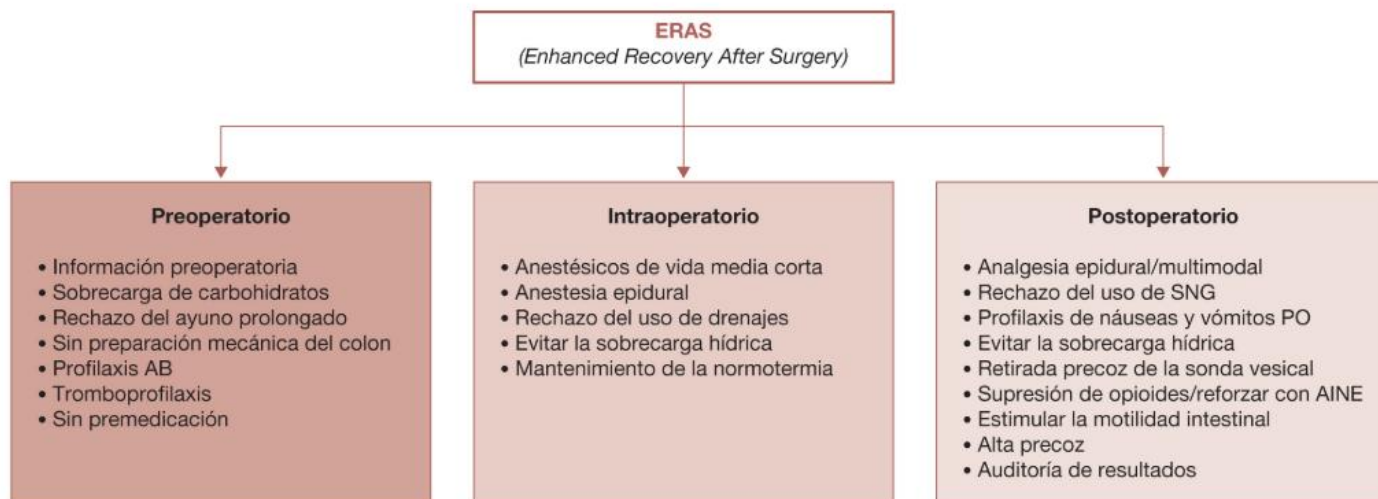 ERAS
(Enhanced Recovery After Surgery)
Preoperatorio
• Información preoperatoria
• Sobrecarga de carbohidratos
• Rechazo del ayuno prolongado
• Sin preparación mecánica del colon
• Profilaxis AB
• Tromboprofilaxis
• Sin premedicación
Intraoperatorio
• Anestésicos de vida media corta
• Anestesia epidural
• Rechazo del uso de drenajes
• Evitar la sobrecarga hídrica
• Mantenimiento de la normotermia
Postoperatorio
• Analgesia epidural/multimodal
• Rechazo del uso de SNG
• Profilaxis de náuseas y vómitos PO
• Evitar la sobrecarga hídrica
• Retirada precoz de la sonda vesical
• Supresión de opioides/reforzar con AINE
• Estimular la motilidad intestinal
• Alta precoz
• Auditoría de resultados